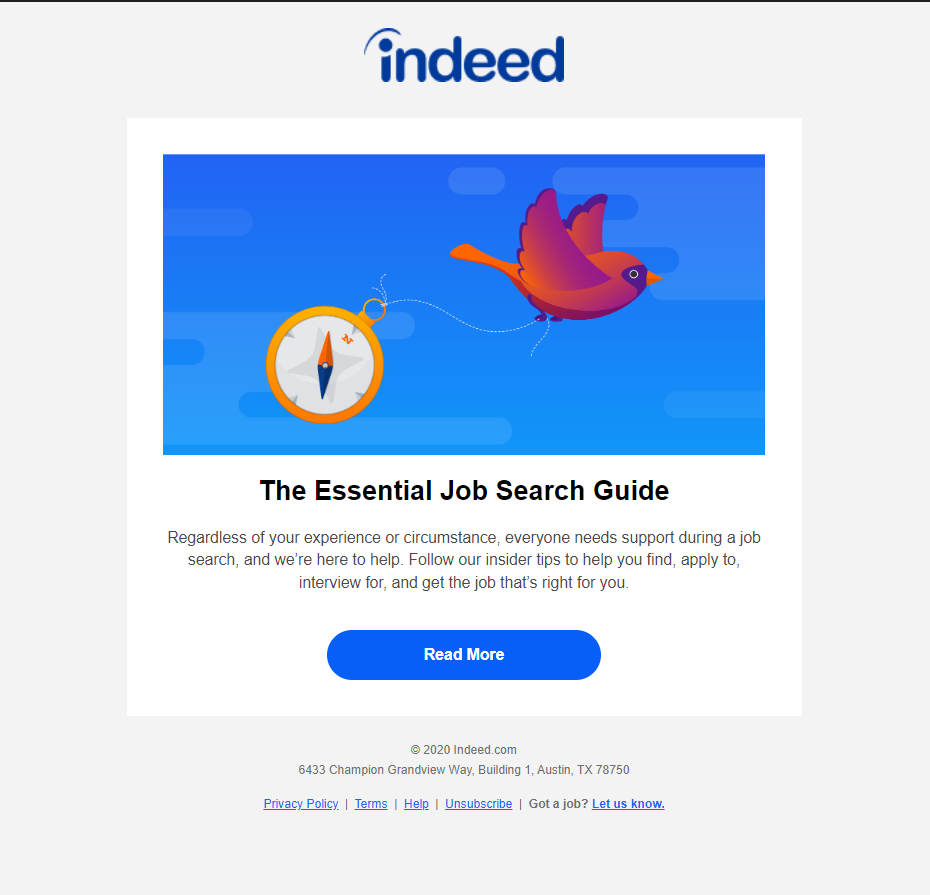 indeed
N
The Essential Job Search Guide
Regardless of your experience or circumstance, everyone needs support during a job
search, and we’re here to help. Follow our insider tips to help you find, apply to,
interview for, and get the job that’s right for you.
Read More
© 2020 Indeed.com
6433 Champion Grandview Way, Building 1, Austin, TX 78750
Privacy Policy | Terms | Help | Unsubscribe | Got a job? Let us know.